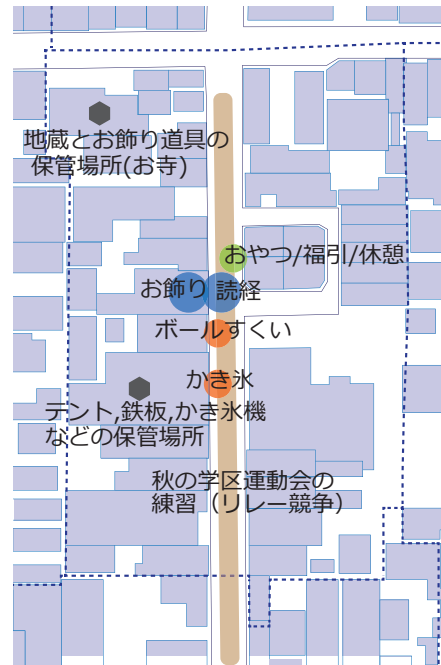 地蔵とお飾り道具の
保管場所(お寺)
おやつ/福引/休憩
お飾り 読経
ボールすくい
かき氷
テント,鉄板,かき氷機
などの保管場所
秋の学区運動会の
練習（リレー競争）